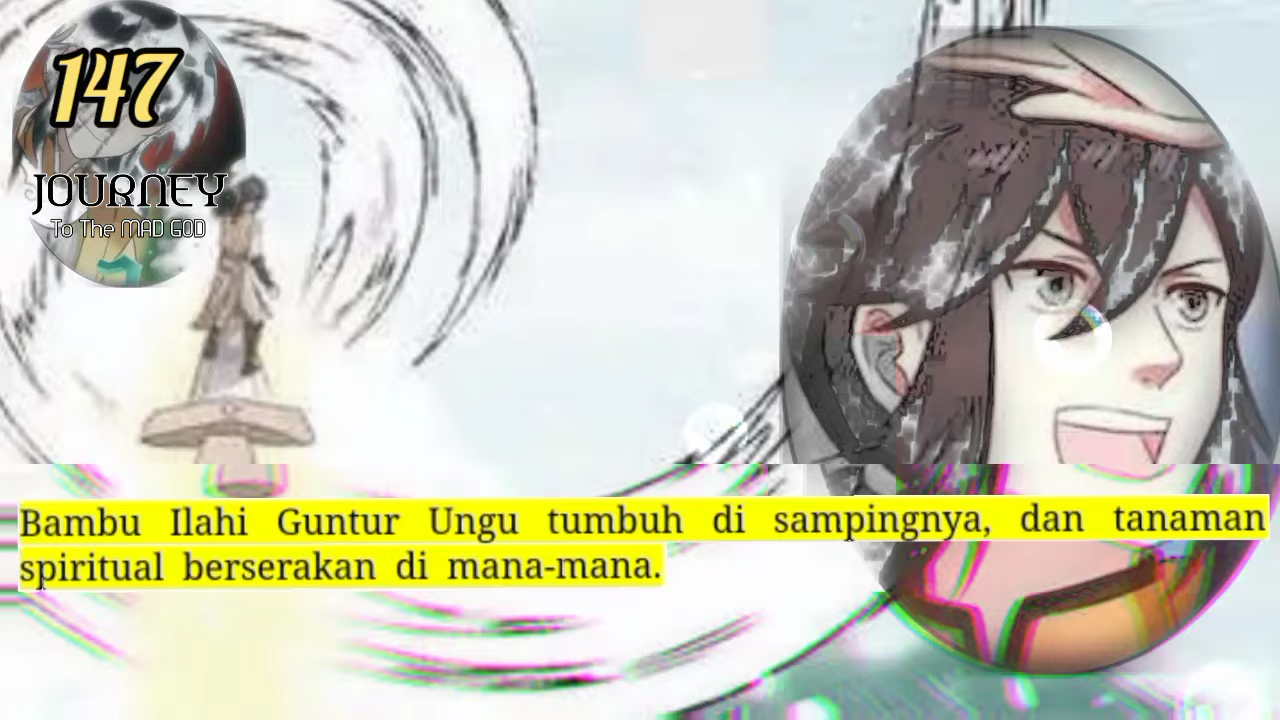 147
JOURNEY
To The MAD GOD
Bambu Ilahi Guntur Ungu tumbuh di sampingnya, dan tanaman
spiritual berserakan di mana-mana.